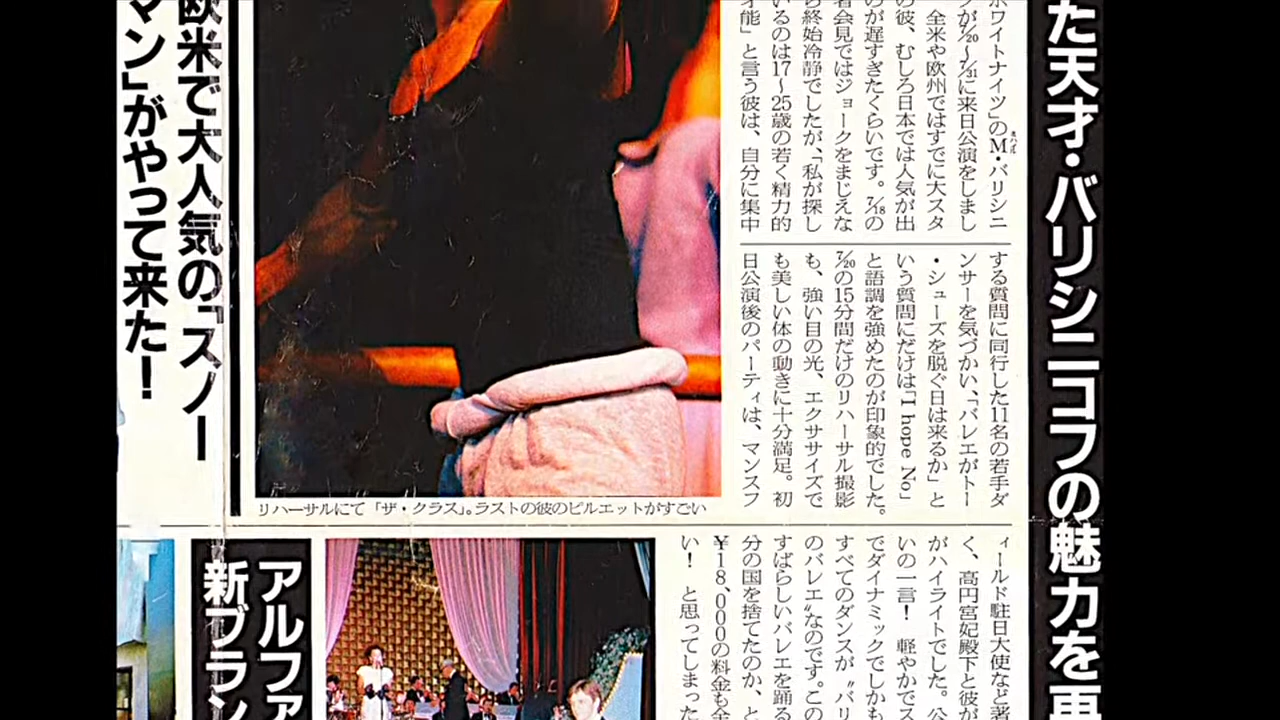 た天才・バリシニコフの魅力を再
ホワイトナイツ」のM・バリシニ
が7/20〜7/31に来日公演をしまし
全米や欧州ではすでに大スタ
の彼、むしろ日本では人気が出
のが遅すぎたくらいです。7/18の
会見ではジョークをまじえな
ら終始冷静でしたが、「私が探し
いるのは17〜25歳の若く精力的
才能」と言う彼は、自分に集中
する質問に同行した11名の若手ダ
ンサーを気づかい、「バレエがトー
・シューズを脱ぐ日は来るか」と
いう質問にだけは「I hope No」
と語調を強めたのが印象的でした。
7/20の15分間だけのリハーサル撮影
も、強い目の光、エクササイズで
も美しい体の動きに十分満足。初
日公演後のパーティは、マンスフ
ィールド駐日大使など著
く、高円宮妃殿下と彼が
がハイライトでした。公
いの一言！　軽やかでス
でダイナミックでしかも
すべてのダンスが〝バリ
のバレエ〟なのです。この
すばらしいバレエを踊る
分の国を捨てたのか、と
¥18,000の料金も全
い！　と思ってしまった
リハーサルにて「ザ・クラス」。ラストの彼のピルエットがすごい
欧米で大人気の「スノー
マン」がやって来た！
アルファ
新ブラン